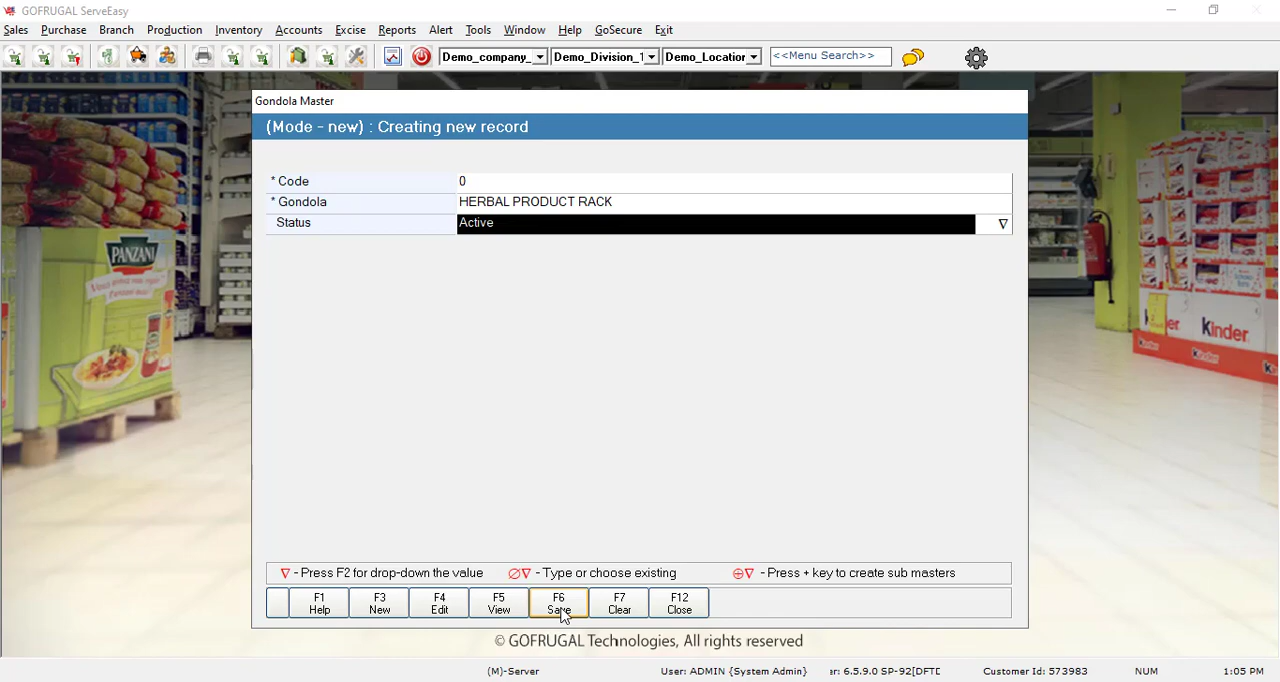 GOFRUGAL ServeEasy
Sales Purchase Branch Production Inventory Accounts Excise Reports Alert Tools Window Help GoSecure Exit
Demo_company_ Demo_Division_1 Demo_Location <<Menu Search>>
Gondola Master
(Mode - new) : Creating new record
* Code 0
* Gondola HERBAL PRODUCT RACK
Status Active
PANZANI
kinder
Kinder
- Press F2 for drop-down the value - Type or choose existing - Press + key to create sub masters
F1 Help
F3 New
F4 Edit
F5 View
F6 Save
F7 Clear
F12 Close
© GOFRUGAL Technologies, All rights reserved
(M)-Server User: ADMIN {System Admin} er: 6.5.9.0 SP-92[DFTD Customer Id: 573983 NUM 1:05 PM